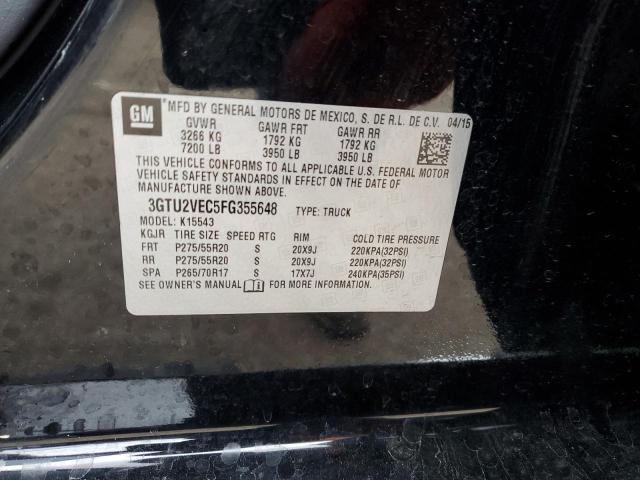 GM
*MFD BY GENERAL MOTORS DE MEXICO, S. DE R.L. DE C.V. 04/15
GVWR GAWR FRT GAWR RR
3266 KG 1792 KG 1792 KG
7200 LB 3950 LB 3950 LB
THIS VEHICLE CONFORMS TO ALL APPLICABLE U.S. FEDERAL MOTOR
VEHICLE SAFETY STANDARDS IN EFFECT ON THE DATE OF
MANUFACTURE SHOWN ABOVE.
3GTU2VEC5FG355648 TYPE: TRUCK
MODEL: K15543
KGJR TIRE SIZE SPEED RTG RIM COLD TIRE PRESSURE
FRT P275/55R20 S 20X9J 220KPA(32PSI)
RR P275/55R20 S 20X9J 220KPA(32PSI)
SPA P265/70R17 S 17X7J 240KPA(35PSI)
SEE OWNER'S MANUAL FOR MORE INFORMATION.